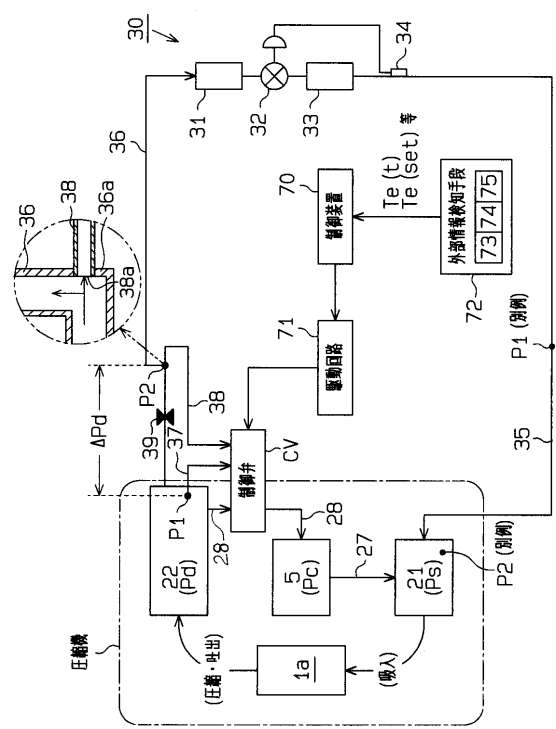 30
36
38
36a
38a
36
31
32
33
34
Te(t)
Te(set)等
70
制御装置
71
駆動回路
外部情報検知手段
73 74 75
72
P1 (別例)
35
ΔPd
P2
39
37
38
CV
制御弁
P1
28
28
圧縮機
22
(Pd)
5
(Pc)
27
21
(Ps)
P2 (別例)
(圧縮・吐出)
1a
(吸入)